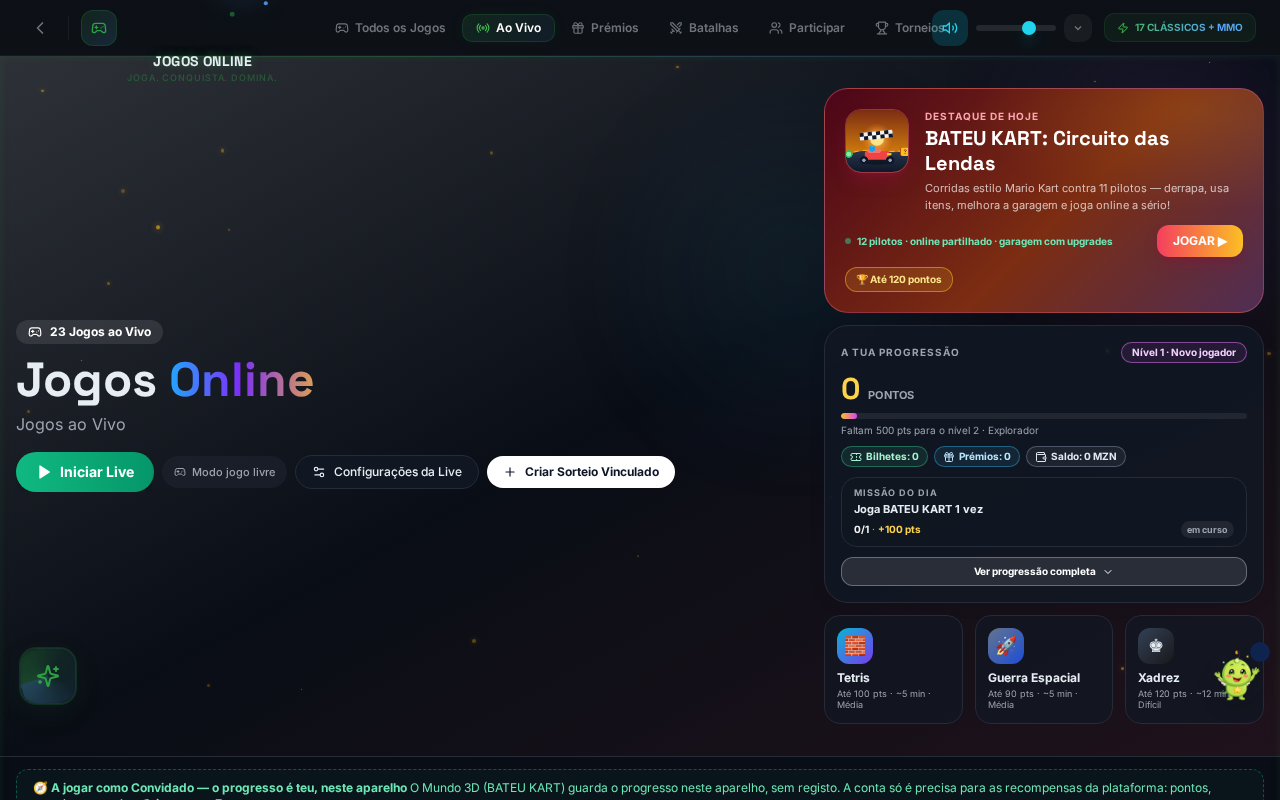 Todos os Jogos
Ao Vivo
Prémios
Batalhas
Participar
Torneios
17 CLÁSSICOS + MMO
JOGOS ONLINE
JOGA. CONQUISTA. DOMINA.
23 Jogos ao Vivo
Jogos Online
Jogos ao Vivo
Iniciar Live
Modo jogo livre
Configurações da Live
Criar Sorteio Vinculado
DESTAQUE DE HOJE
BATEU KART: Circuito das
Lendas
Corridas estilo Mario Kart contra 11 pilotos — derrapa, usa
itens, melhora a garagem e joga online a sério!
12 pilotos · online partilhado · garagem com upgrades
JOGAR ▶
🏆 Até 120 pontos
A TUA PROGRESSÃO
Nível 1 · Novo jogador
0 PONTOS
Faltam 500 pts para o nível 2 · Explorador
Bilhetes: 0
Prémios: 0
Saldo: 0 MZN
MISSÃO DO DIA
Joga BATEU KART 1 vez
0/1 · +100 pts
em curso
Ver progressão completa
Tetris
Até 100 pts · ~5 min ·
Média
Guerra Espacial
Até 90 pts · ~5 min ·
Média
Xadrez
Até 120 pts · ~12 min
Difícil
🧭 A jogar como Convidado — o progresso é teu, neste aparelho O Mundo 3D (BATEU KART) guarda o progresso neste aparelho, sem registo. A conta só é precisa para as recompensas da plataforma: pontos,